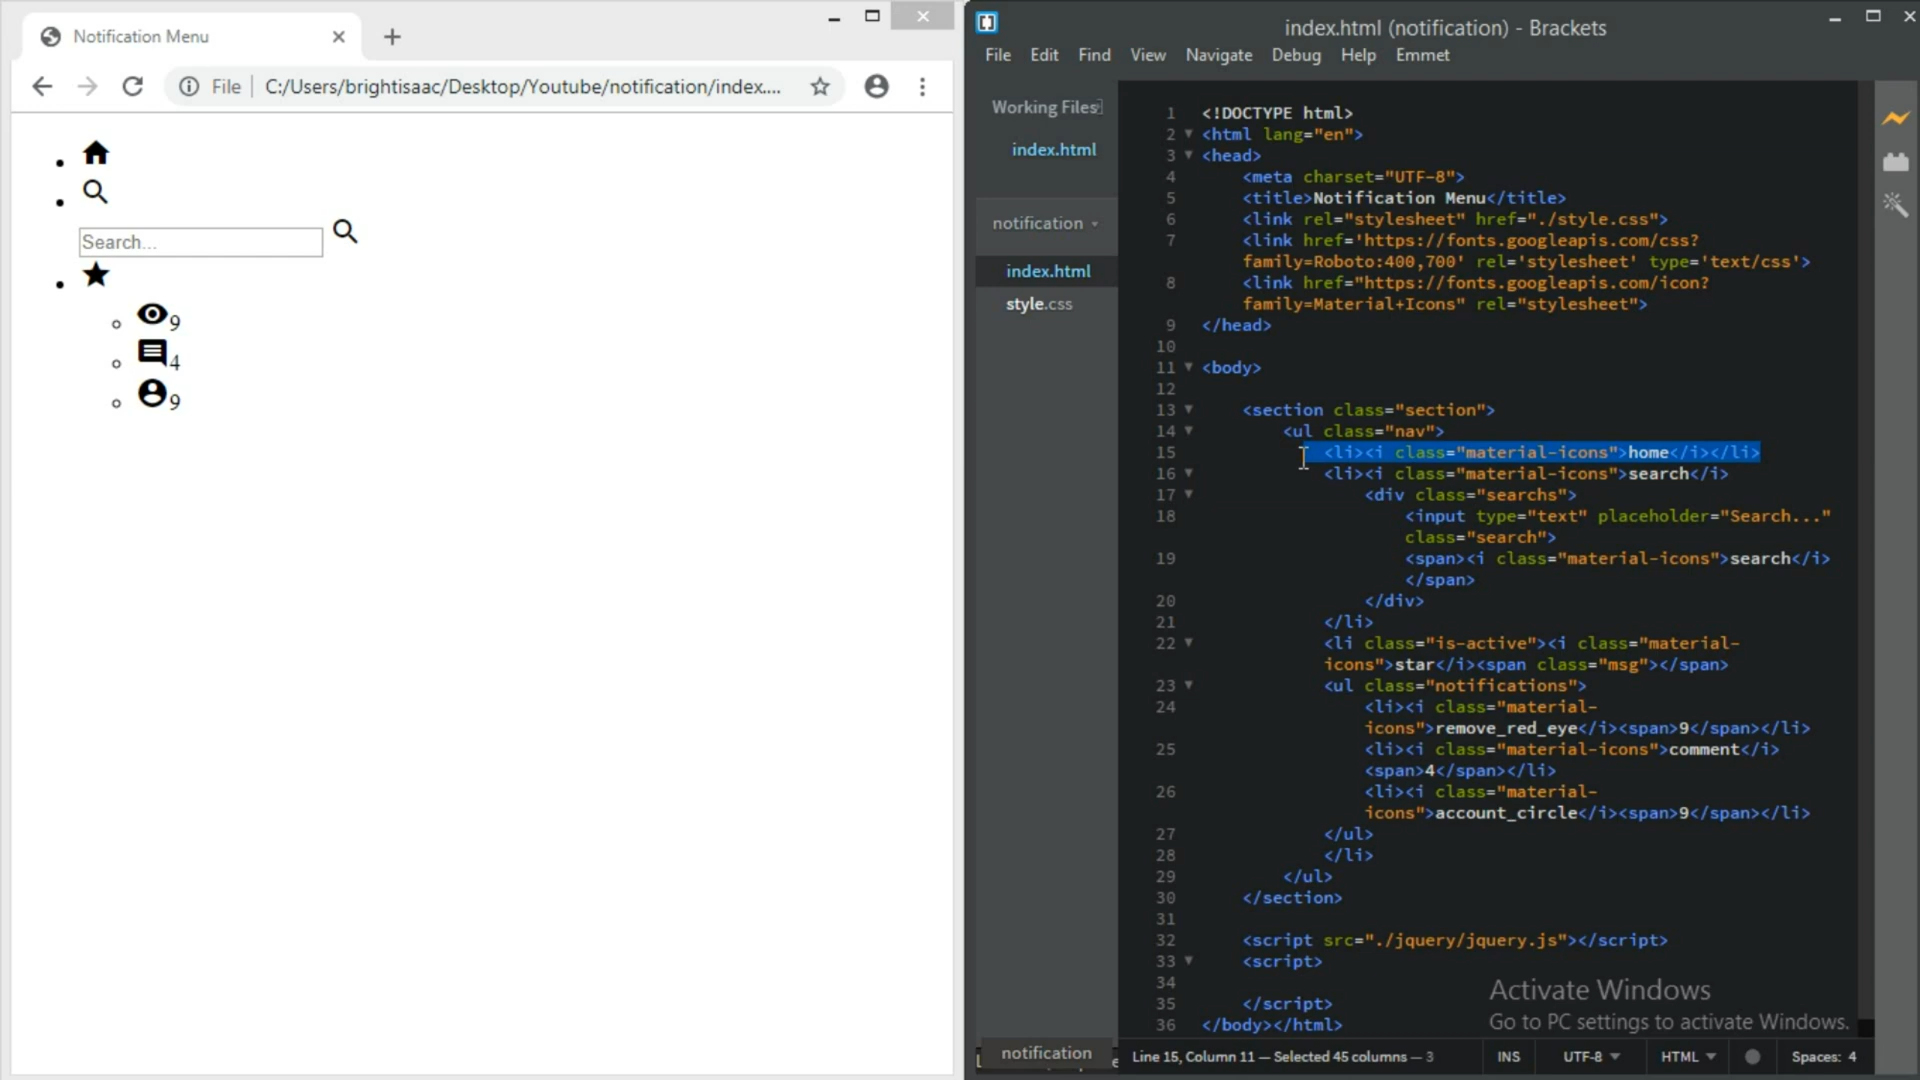 Notification Menu
File C:/Users/brightisaac/Desktop/Youtube/notification/index....
Search...
9
4
9
index.html (notification) - Brackets
File Edit Find View Navigate Debug Help Emmet
Working Files
index.html
notification
index.html
style.css
1 <!DOCTYPE html>
2 <html lang="en">
3 <head>
4 <meta charset="UTF-8">
5 <title>Notification Menu</title>
6 <link rel="stylesheet" href="./style.css">
7 <link href='https://fonts.googleapis.com/css?
family=Roboto:400,700' rel='stylesheet' type='text/css'>
8 <link href="https://fonts.googleapis.com/icon?
family=Material+Icons" rel="stylesheet">
9 </head>
10
11 <body>
12
13 <section class="section">
14 <ul class="nav">
15 <li><i class="material-icons">home</i></li>
16 <li><i class="material-icons">search</i>
17 <div class="searchs">
18 <input type="text" placeholder="Search..."
class="search">
19 <span><i class="material-icons">search</i>
</span>
20 </div>
21 </li>
22 <li class="is-active"><i class="material-
icons">star</i><span class="msg"></span>
23 <ul class="notifications">
24 <li><i class="material-
icons">remove_red_eye</i><span>9</span></li>
25 <li><i class="material-icons">comment</i>
<span>4</span></li>
26 <li><i class="material-
icons">account_circle</i><span>9</span></li>
27 </ul>
28 </li>
29 </ul>
30 </section>
31
32 <script src="./jquery/jquery.js"></script>
33 <script>
34
35 </script>
36 </body></html>
Activate Windows
Go to PC settings to activate Windows.
notification
Line 15, Column 11 — Selected 45 columns — 3
INS UTF-8 HTML Spaces: 4